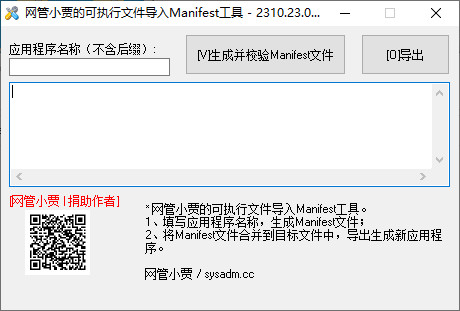 网管小贾的可执行文件导入Manifest工具 - 2310.23.0...
应用程序名称（不含后缀）:
[V]生成并校验Manifest文件
[O]导出
[网管小贾 | 捐助作者]
*网管小贾的可执行文件导入Manifest工具。
1、填写应用程序名称，生成Manifest文件；
2、将Manifest文件合并到目标文件中，导出生成新应用程
序。
网管小贾 / sysadm.cc